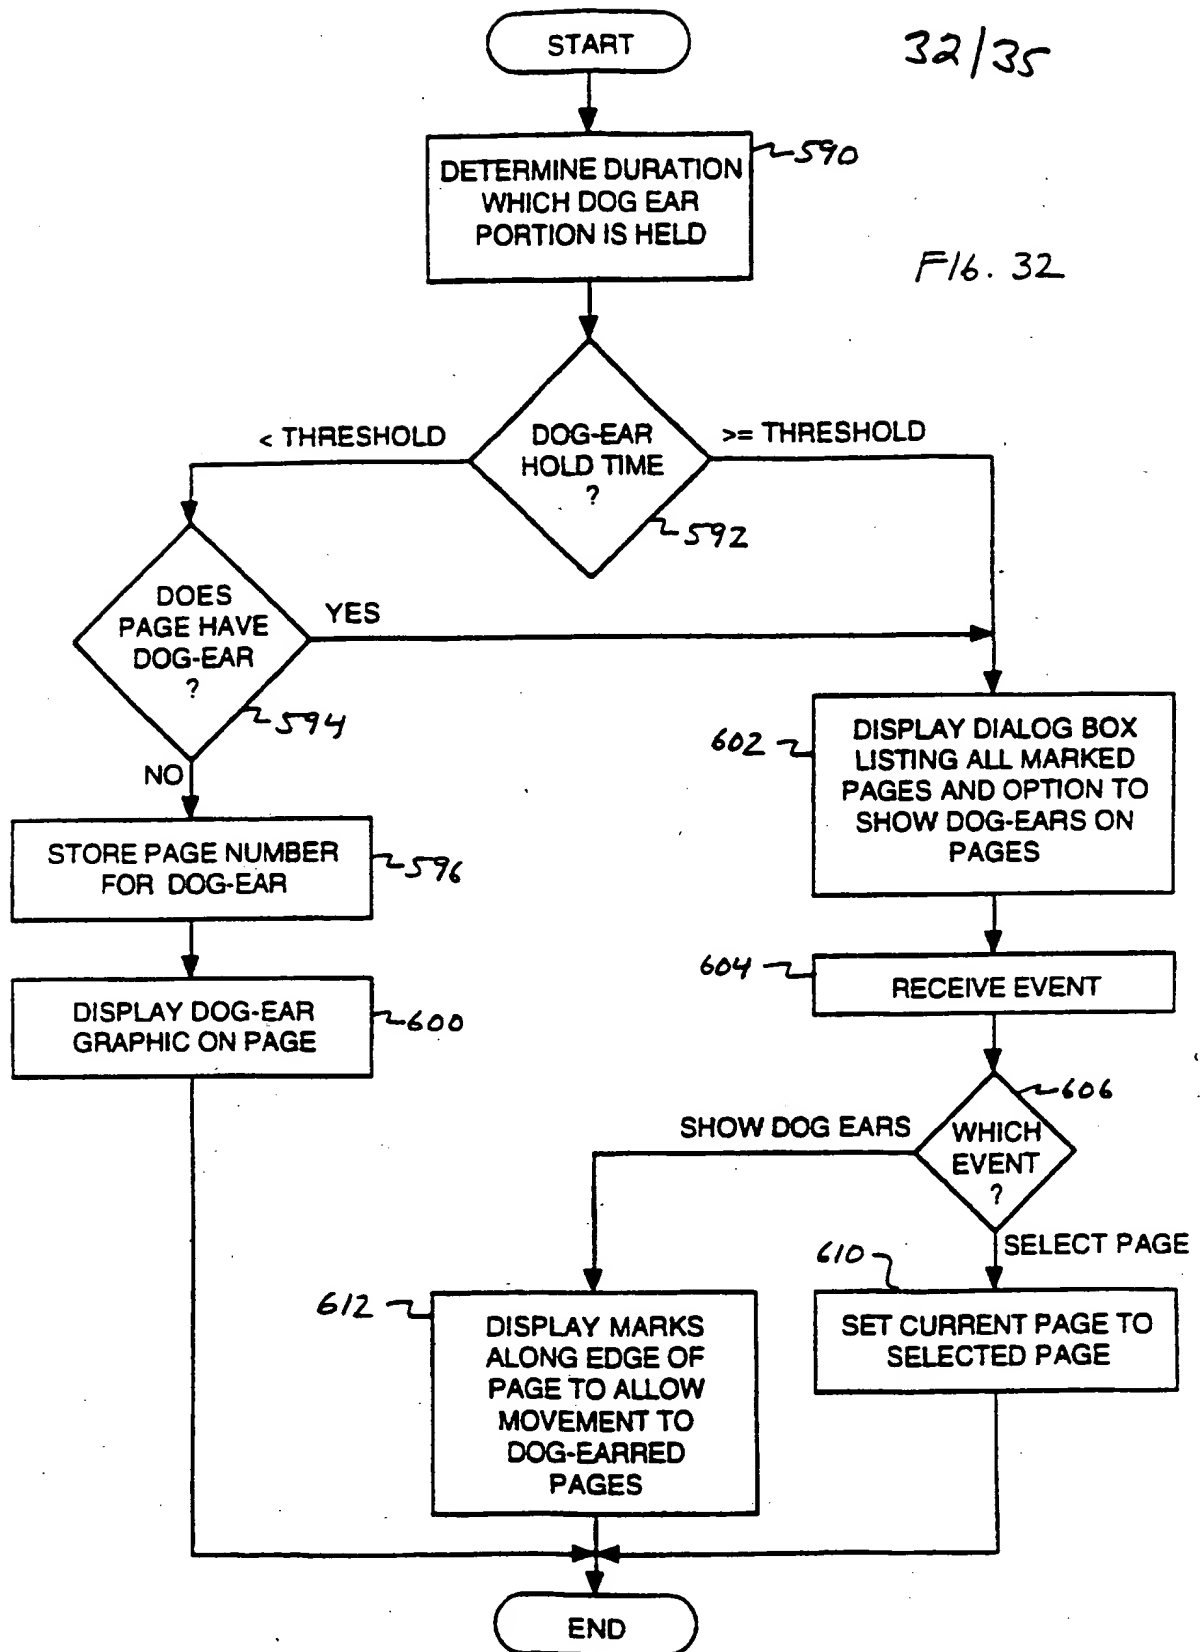 START
32/35
DETERMINE DURATION
WHICH DOG EAR
PORTION IS HELD
590
FIG. 32
< THRESHOLD
DOG-EAR
HOLD TIME
?
>= THRESHOLD
592
DOES
PAGE HAVE
DOG-EAR
?
YES
594
NO
STORE PAGE NUMBER
FOR DOG-EAR
596
DISPLAY DOG-EAR
GRAPHIC ON PAGE
600
602
DISPLAY DIALOG BOX
LISTING ALL MARKED
PAGES AND OPTION TO
SHOW DOG-EARS ON
PAGES
604
RECEIVE EVENT
606
SHOW DOG EARS
WHICH
EVENT
?
SELECT PAGE
610
SET CURRENT PAGE TO
SELECTED PAGE
612
DISPLAY MARKS
ALONG EDGE OF
PAGE TO ALLOW
MOVEMENT TO
DOG-EARRED
PAGES
END